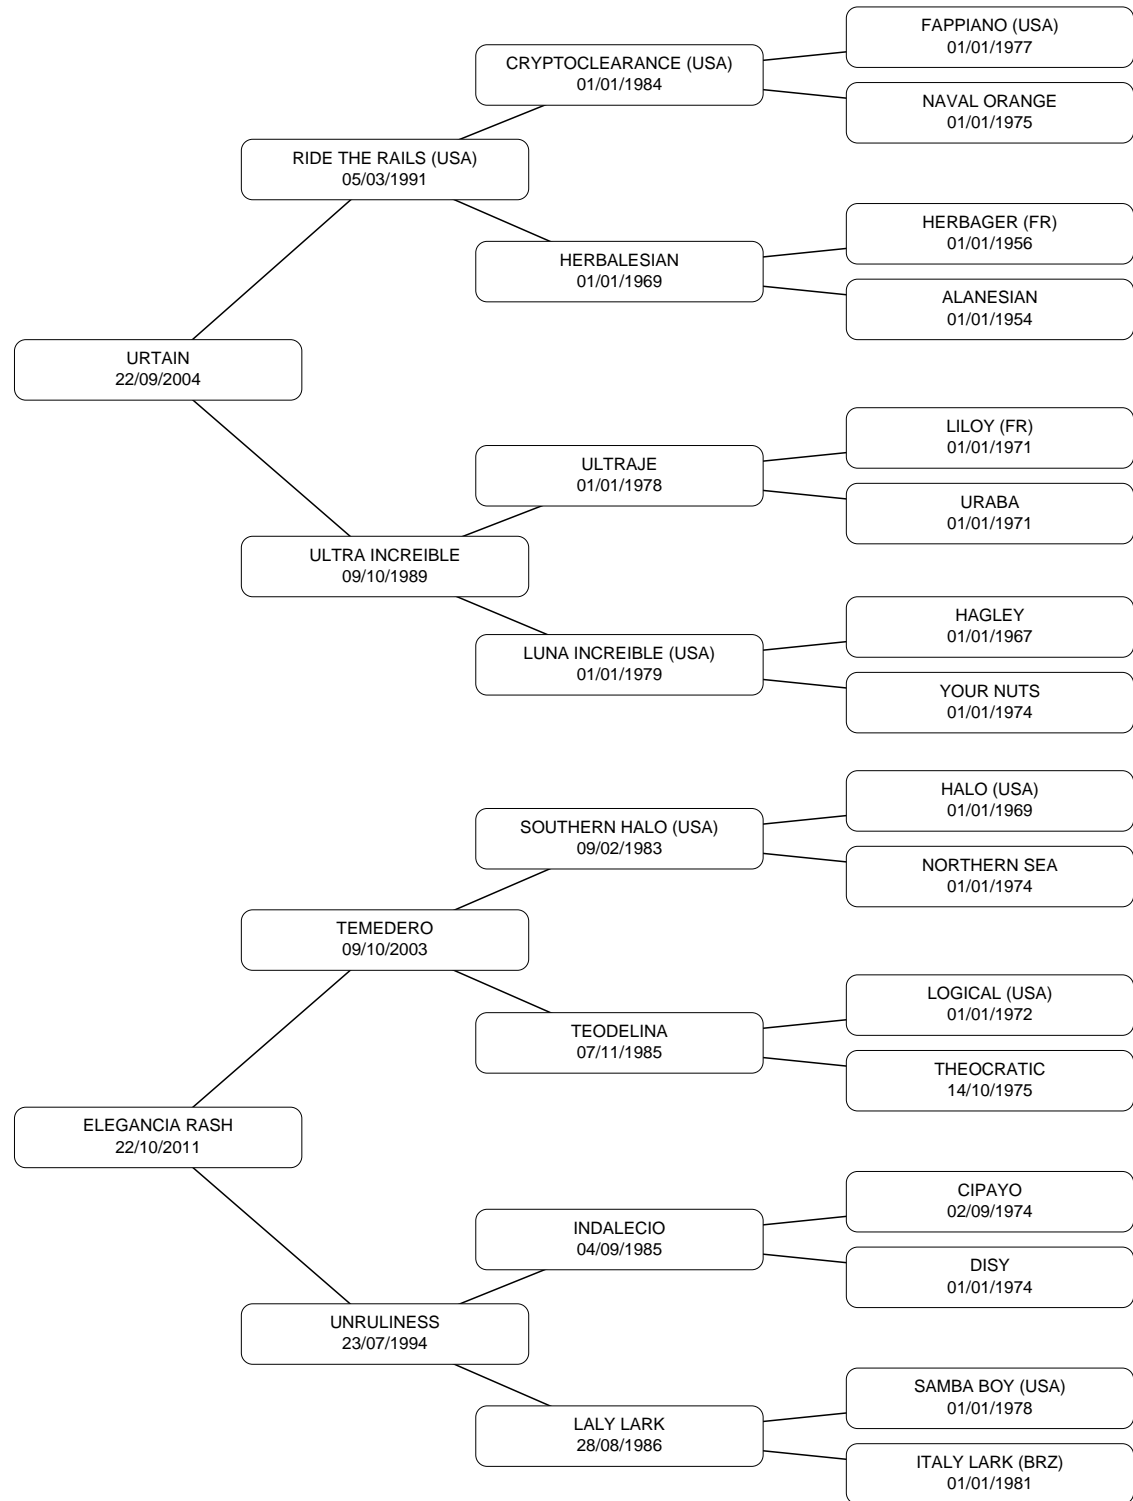 FAPPIANO (USA)
01/01/1977
CRYPTOCLEARANCE (USA)
01/01/1984
NAVAL ORANGE
01/01/1975
RIDE THE RAILS (USA)
05/03/1991
HERBAGER (FR)
01/01/1956
HERBALESIAN
01/01/1969
ALANESIAN
01/01/1954
URTAIN
22/09/2004
LILOY (FR)
01/01/1971
ULTRAJE
01/01/1978
URABA
01/01/1971
ULTRA INCREIBLE
09/10/1989
HAGLEY
01/01/1967
LUNA INCREIBLE (USA)
01/01/1979
YOUR NUTS
01/01/1974
HALO (USA)
01/01/1969
SOUTHERN HALO (USA)
09/02/1983
NORTHERN SEA
01/01/1974
TEMEDERO
09/10/2003
LOGICAL (USA)
01/01/1972
TEODELINA
07/11/1985
THEOCRATIC
14/10/1975
ELEGANCIA RASH
22/10/2011
CIPAYO
02/09/1974
INDALECIO
04/09/1985
DISY
01/01/1974
UNRULINESS
23/07/1994
SAMBA BOY (USA)
01/01/1978
LALY LARK
28/08/1986
ITALY LARK (BRZ)
01/01/1981